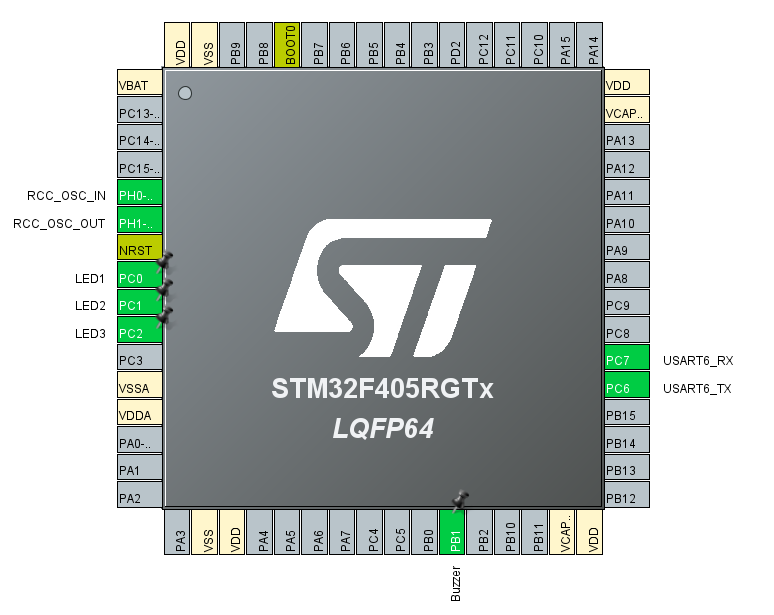 VDD
VSS
PB9
PB8
BOOT0
PB7
PB6
PB5
PB4
PB3
PD2
PC12
PC11
PC10
PA15
PA14
VBAT
PC13-..
PC14-..
PC15-..
RCC_OSC_IN PH0-..
RCC_OSC_OUT PH1-..
NRST
LED1 PC0
LED2 PC1
LED3 PC2
PC3
VSSA
VDDA
PA0-..
PA1
PA2
ST
STM32F405RGTx
LQFP64
VDD
VCAP..
PA13
PA12
PA11
PA10
PA9
PA8
PC9
PC8
PC7 USART6_RX
PC6 USART6_TX
PB15
PB14
PB13
PB12
PA3
VSS
VDD
PA4
PA5
PA6
PA7
PC4
PC5
PB0
PB1
PB2
PB10
PB11
VCAP..
VDD
Buzzer